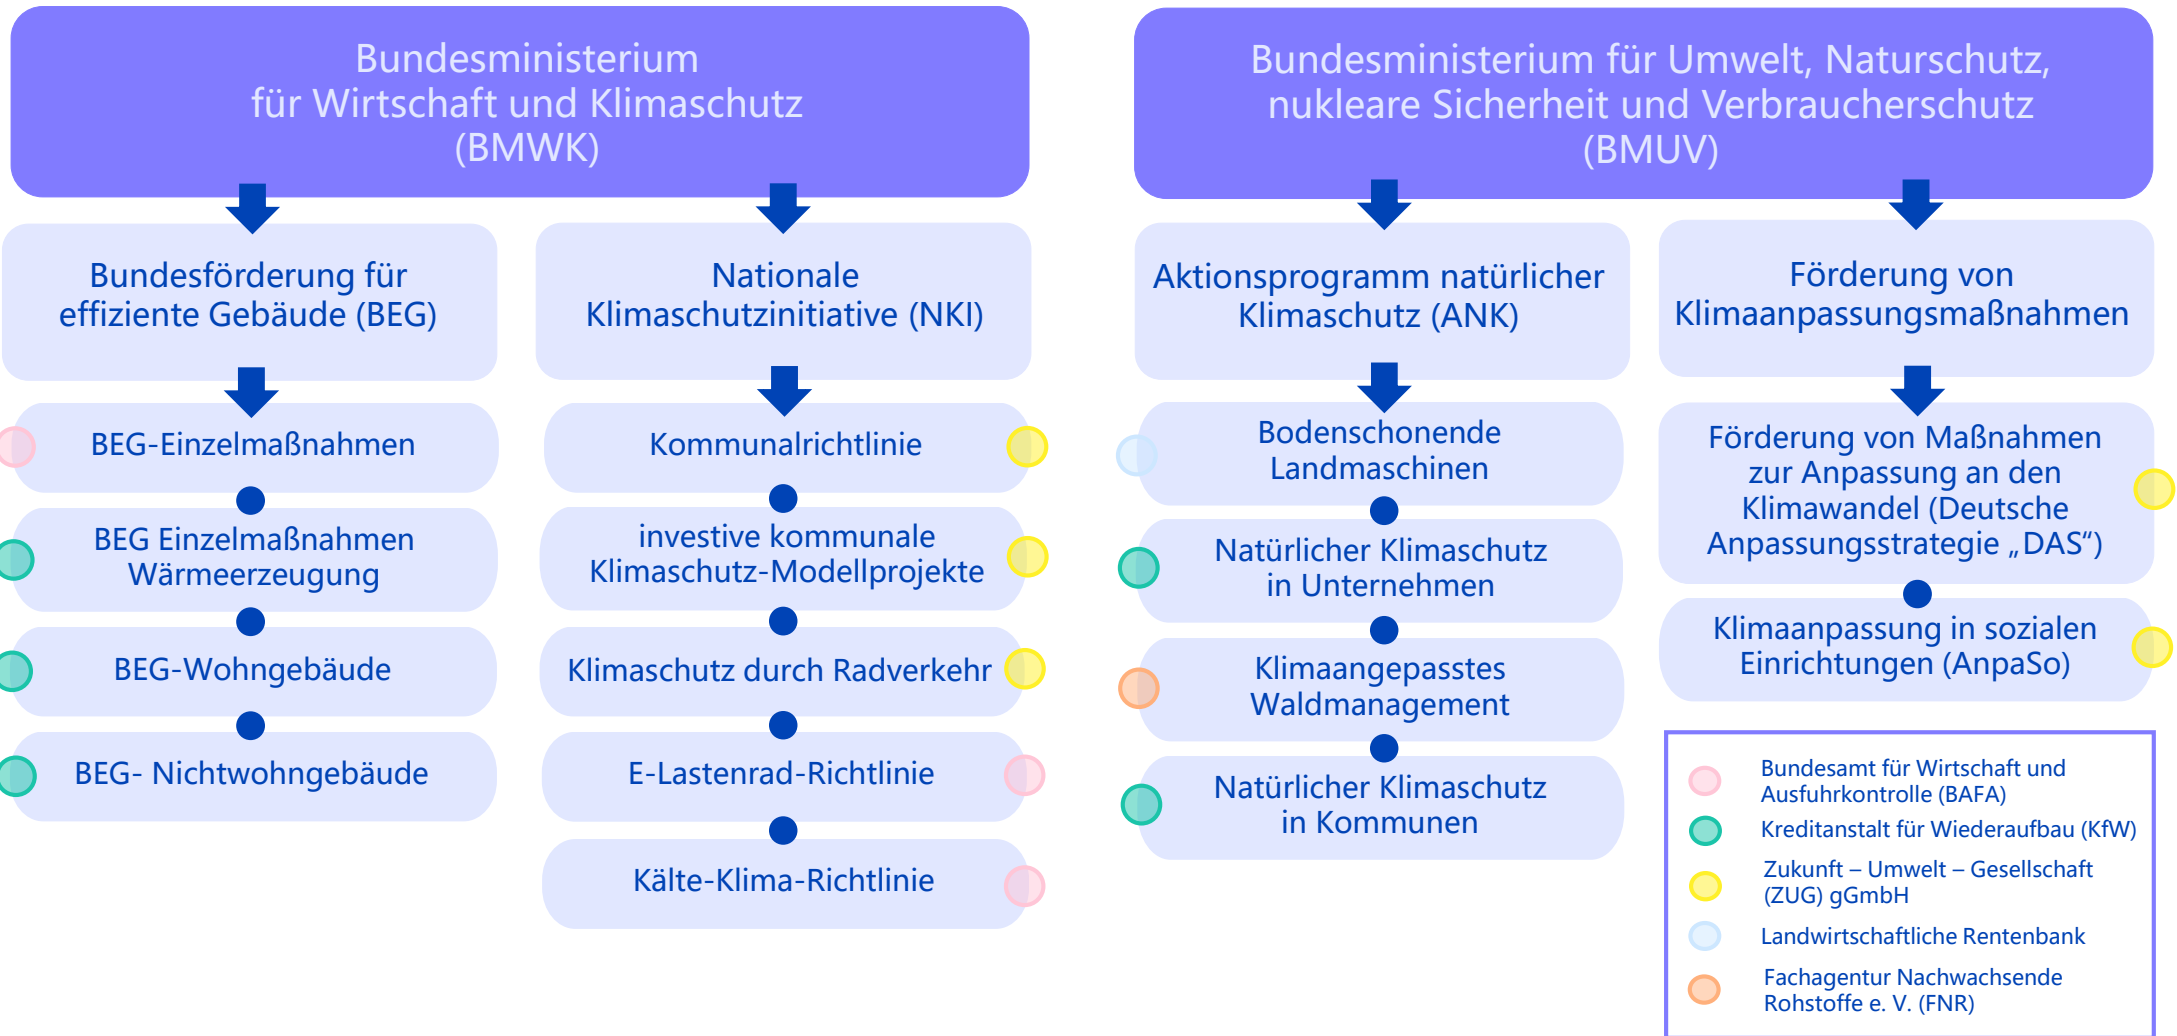 Bundesministerium
für Wirtschaft und Klimaschutz
(BMWK)
Bundesministerium für Umwelt, Naturschutz,
nukleare Sicherheit und Verbraucherschutz
(BMUV)
Bundesförderung für
effiziente Gebäude (BEG)
BEG-Einzelmaßnahmen
BEG Einzelmaßnahmen
Wärmeerzeugung
BEG-Wohngebäude
BEG- Nichtwohngebäude
Nationale
Klimaschutzinitiative (NKI)
Kommunalrichtlinie
investive kommunale
Klimaschutz-Modellprojekte
Klimaschutz durch Radverkehr
E-Lastenrad-Richtlinie
Kälte-Klima-Richtlinie
Aktionsprogramm natürlicher
Klimaschutz (ANK)
Bodenschonende
Landmaschinen
Natürlicher Klimaschutz
in Unternehmen
Klimaangepasstes
Waldmanagement
Natürlicher Klimaschutz
in Kommunen
Förderung von
Klimaanpassungsmaßnahmen
Förderung von Maßnahmen
zur Anpassung an den
Klimawandel (Deutsche
Anpassungsstrategie „DAS“)
Klimaanpassung in sozialen
Einrichtungen (AnpaSo)
Bundesamt für Wirtschaft und
Ausfuhrkontrolle (BAFA)
Kreditanstalt für Wiederaufbau (KfW)
Zukunft – Umwelt – Gesellschaft
(ZUG) gGmbH
Landwirtschaftliche Rentenbank
Fachagentur Nachwachsende
Rohstoffe e. V. (FNR)